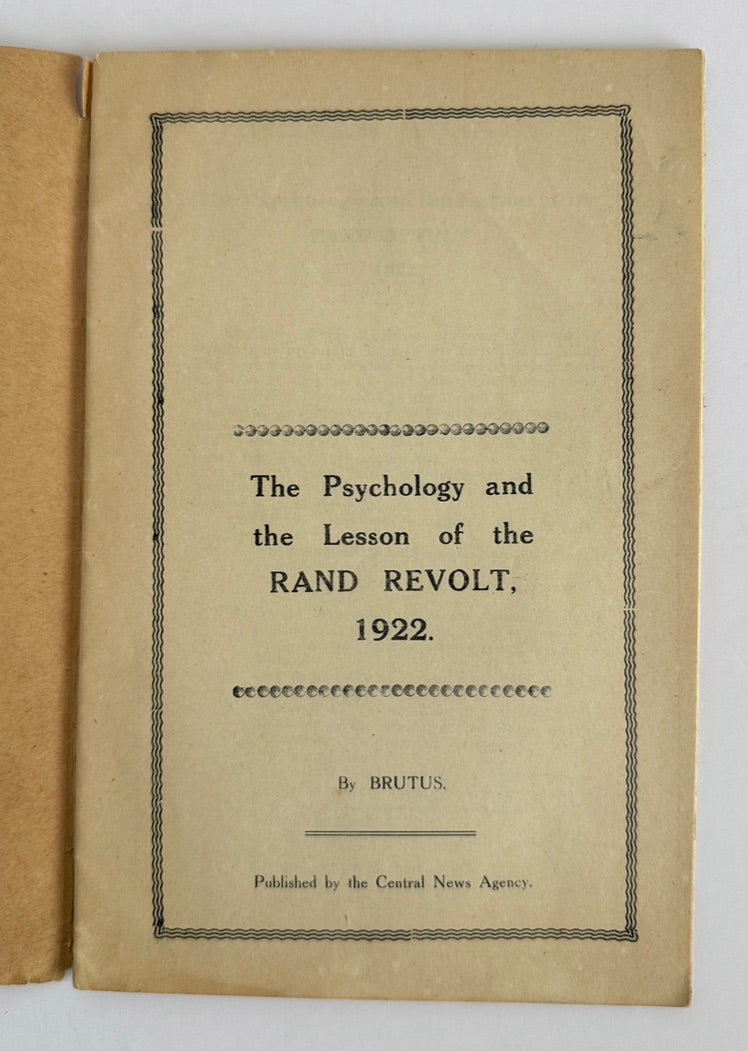 The Psychology and
the Lesson of the
RAND REVOLT,
1922.
By BRUTUS.
Published by the Central News Agency.